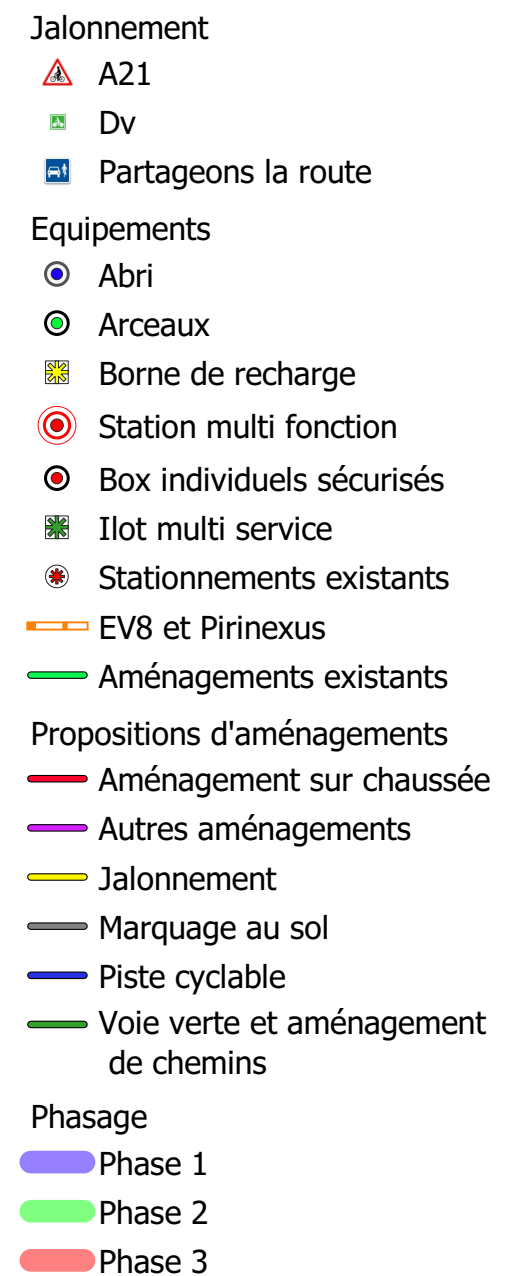 Jalonnement
A21
Dv
Partageons la route
Equipements
Abri
Arceaux
Borne de recharge
Station multi fonction
Box individuels sécurisés
Ilot multi service
Stationnements existants
EV8 et Pirinexus
Aménagements existants
Propositions d'aménagements
Aménagement sur chaussée
Autres aménagements
Jalonnement
Marquage au sol
Piste cyclable
Voie verte et aménagement
de chemins
Phasage
Phase 1
Phase 2
Phase 3